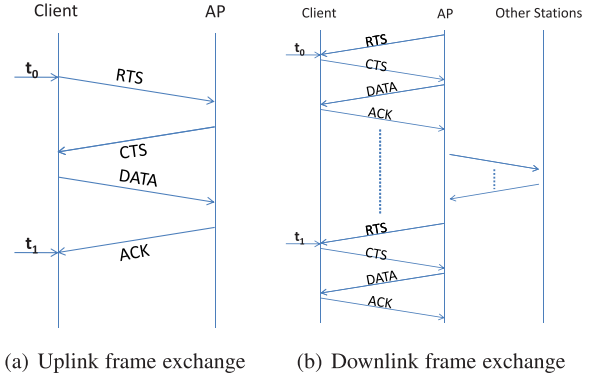 Client AP
t0
RTS
CTS
DATA
t1
ACK
(a) Uplink frame exchange
Client AP Other Stations
RTS
t0
CTS
DATA
ACK
RTS
t1
CTS
DATA
ACK
(b) Downlink frame exchange